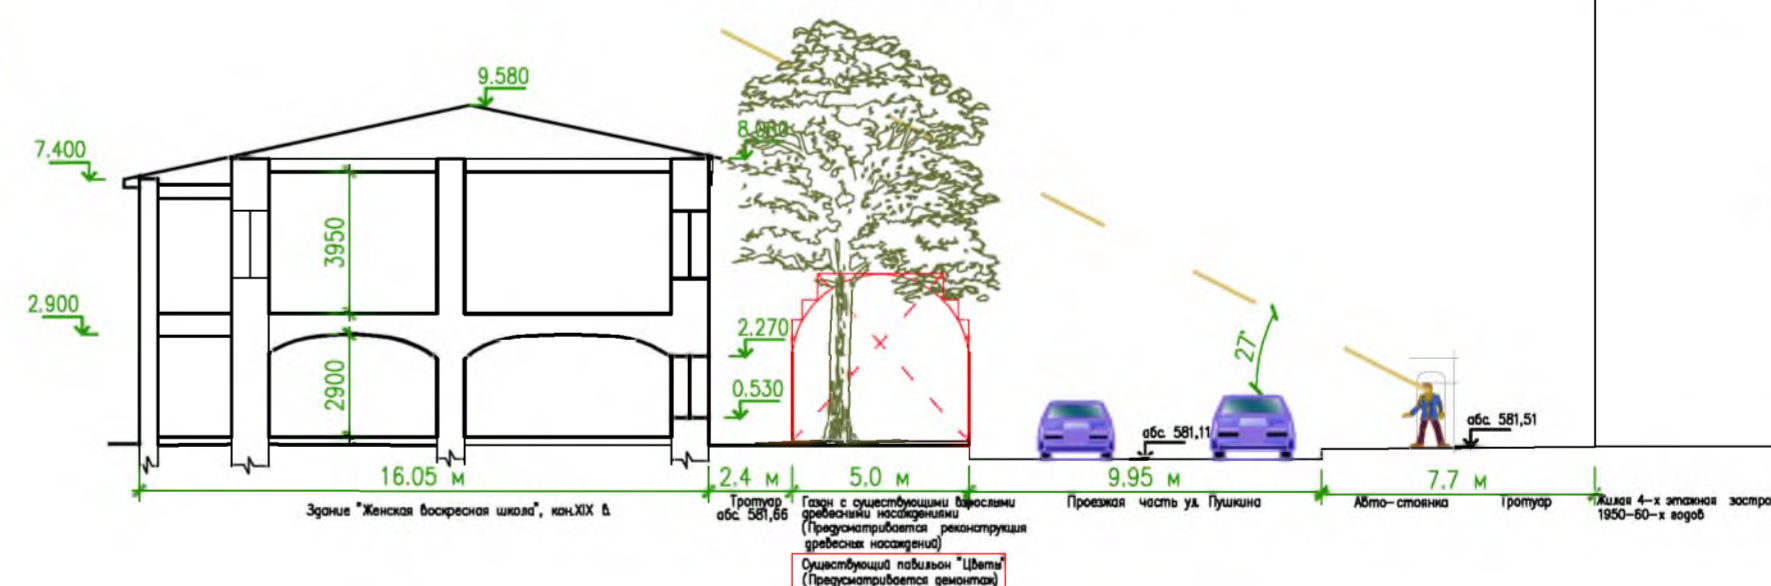 9.580
7.400
8.080
3950
2.900
2.270
27°
2900
0.530
абс. 581,51
абс. 581,11
16.05 м
2.4 м
5.0 м
9.95 м
7.7 м
Здание "Женская воскресная школа", кон.XIX в.
Тротуар
абс. 581,66
Газон с существующими взрослыми
древесными насаждениями
(Предусматривается реконструкция
древесных насаждений)
Проезжая часть ул. Пушкина
Авто-стоянка
Тротуар
Жилая 4-х этажная застро
1950-60-х годов
Существующий павильон "Цветы"
(Предусматривается демонтаж)